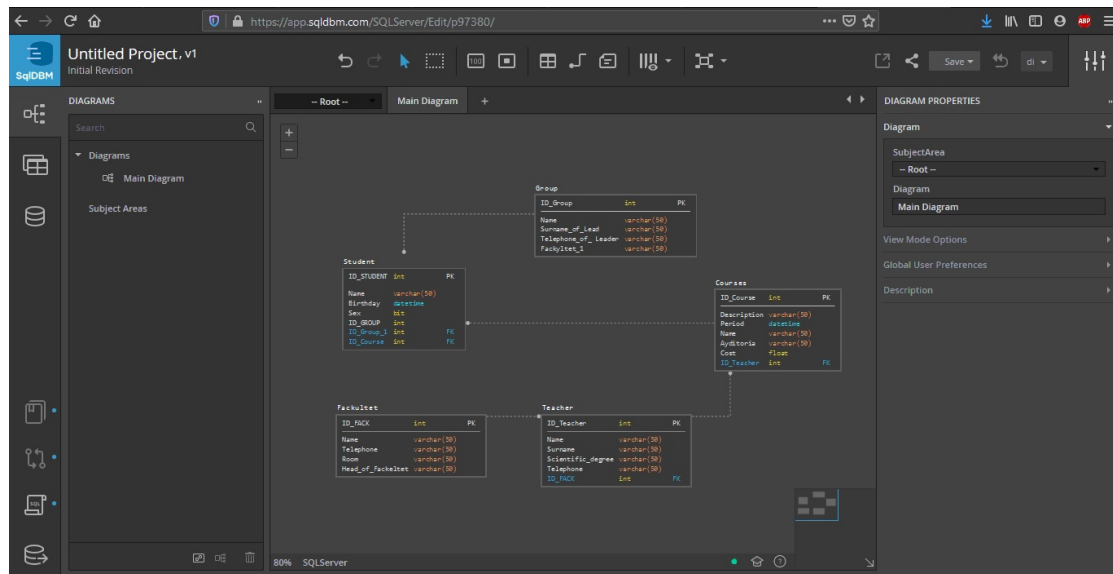 https://app.sqldbm.com/SQLServer/Edit/p97380/
ABP
SqlDBM
Untitled Project, v1
Initial Revision
100
Save
di
DIAGRAMS
Search
Diagrams
Main Diagram
Subject Areas
-- Root --
Main Diagram
+
+
−
Group
ID_Group int PK
Name varchar(50)
Surname_of_Lead varchar(50)
Telephone_of_ Leader varchar(50)
Fackyltet_1 varchar(50)
Student
ID_STUDENT int PK
Name varchar(50)
Birthday datetime
Sex bit
ID_GROUP int
ID_Group_1 int FK
ID_Course int FK
Courses
ID_Course int PK
Description varchar(50)
Period datetime
Name varchar(50)
Ayditoria varchar(50)
Cost float
ID_Teacher int FK
Fackultet
ID_FACK int PK
Name varchar(50)
Telephone varchar(50)
Room varchar(50)
Head_of_Fackeltet varchar(50)
Teacher
ID_Teacher int PK
Name varchar(50)
Surname varchar(50)
Scientific_degree varchar(50)
Telephone varchar(50)
ID_FACK int FK
80% SQLServer
DIAGRAM PROPERTIES
Diagram
SubjectArea
-- Root --
Diagram
Main Diagram
View Mode Options
Global User Preferences
Description
SQL